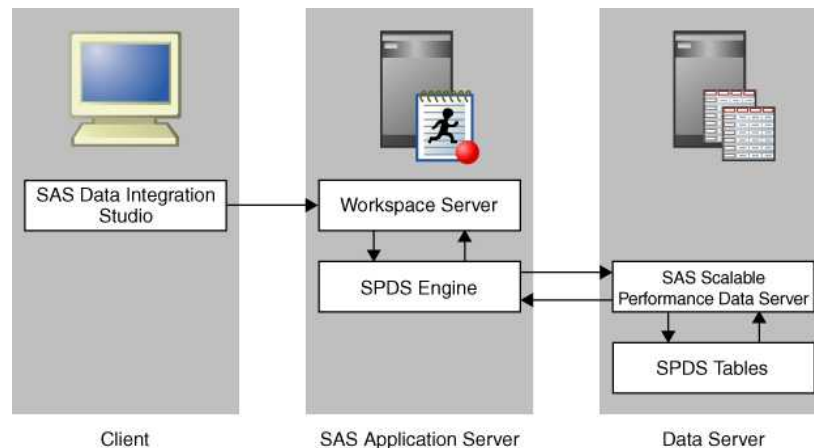 SAS Data Integration
Studio
Workspace Server
SPDS Engine
SAS Scalable
Performance Data Server
SPDS Tables
Client
SAS Application Server
Data Server